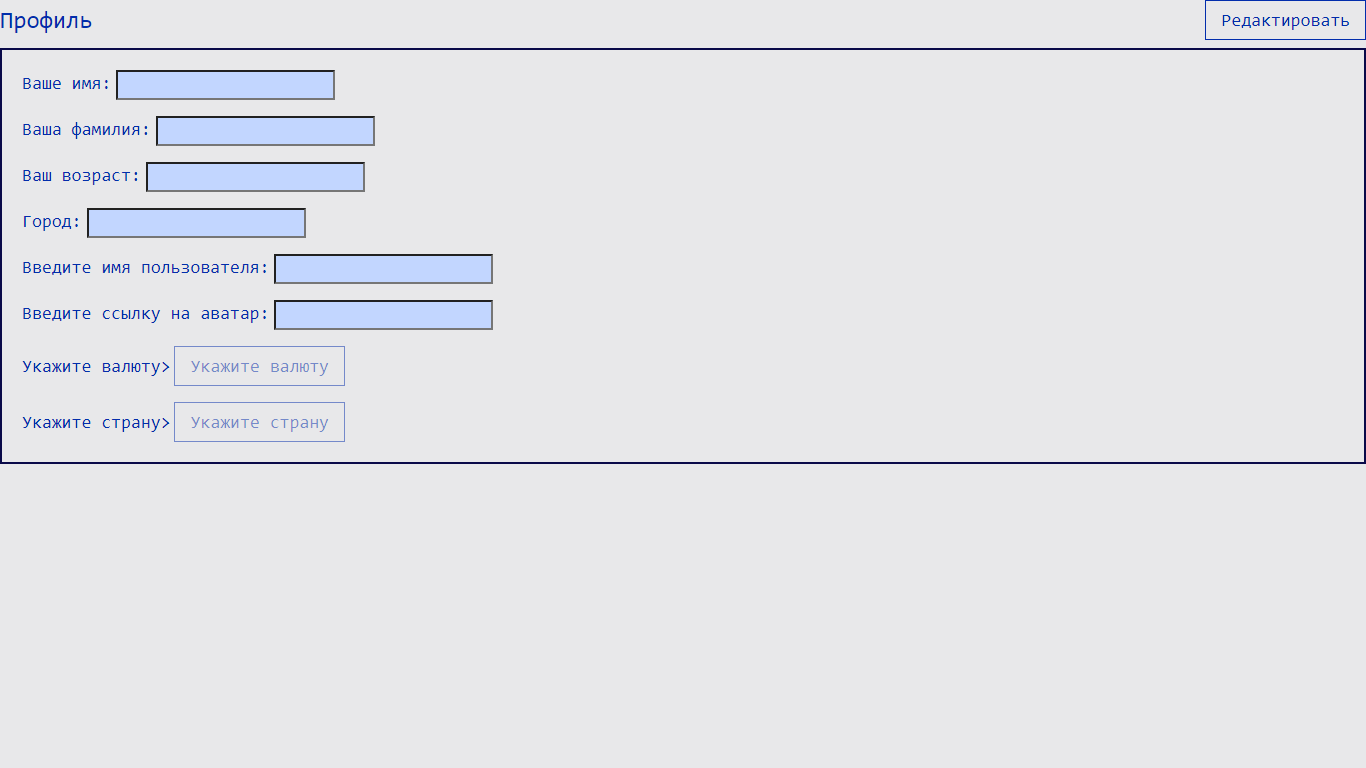 Профиль
Редактировать
Ваше имя:
Ваша фамилия:
Ваш возраст:
Город:
Введите имя пользователя:
Введите ссылку на аватар:
Укажите валюту> Укажите валюту
Укажите страну> Укажите страну